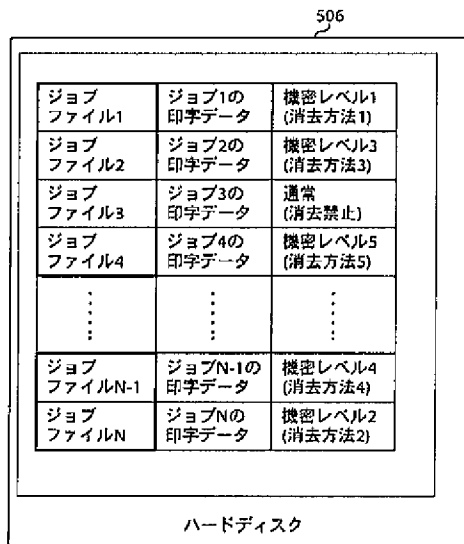 506
ジョブ
ファイル1
ジョブ1の
印字データ
機密レベル1
(消去方法1)
ジョブ
ファイル2
ジョブ2の
印字データ
機密レベル3
(消去方法3)
ジョブ
ファイル3
ジョブ3の
印字データ
通常
(消去禁止)
ジョブ
ファイル4
ジョブ4の
印字データ
機密レベル5
(消去方法5)
ジョブ
ファイルN-1
ジョブN-1の
印字データ
機密レベル4
(消去方法4)
ジョブ
ファイルN
ジョブNの
印字データ
機密レベル2
(消去方法2)
ハードディスク